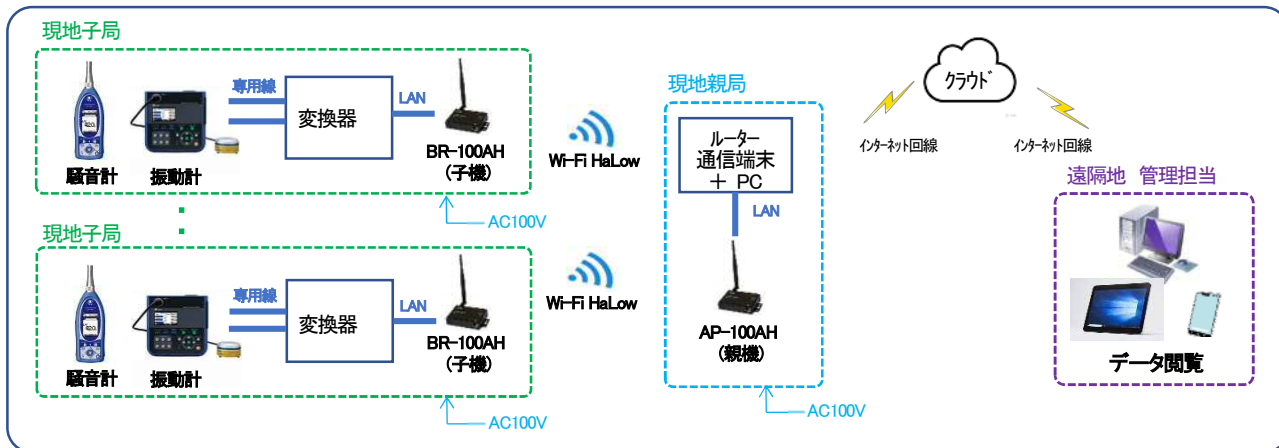 現地子局
騒音計
振動計
専用線
変換器
LAN
BR-100AH
(子機)
AC100V
Wi-Fi HaLow
現地子局
騒音計
振動計
専用線
変換器
LAN
BR-100AH
(子機)
AC100V
Wi-Fi HaLow
現地親局
ルーター
通信端末
＋ PC
LAN
AP-100AH
(親機)
AC100V
クラウド
インターネット回線
インターネット回線
遠隔地 管理担当
データ閲覧